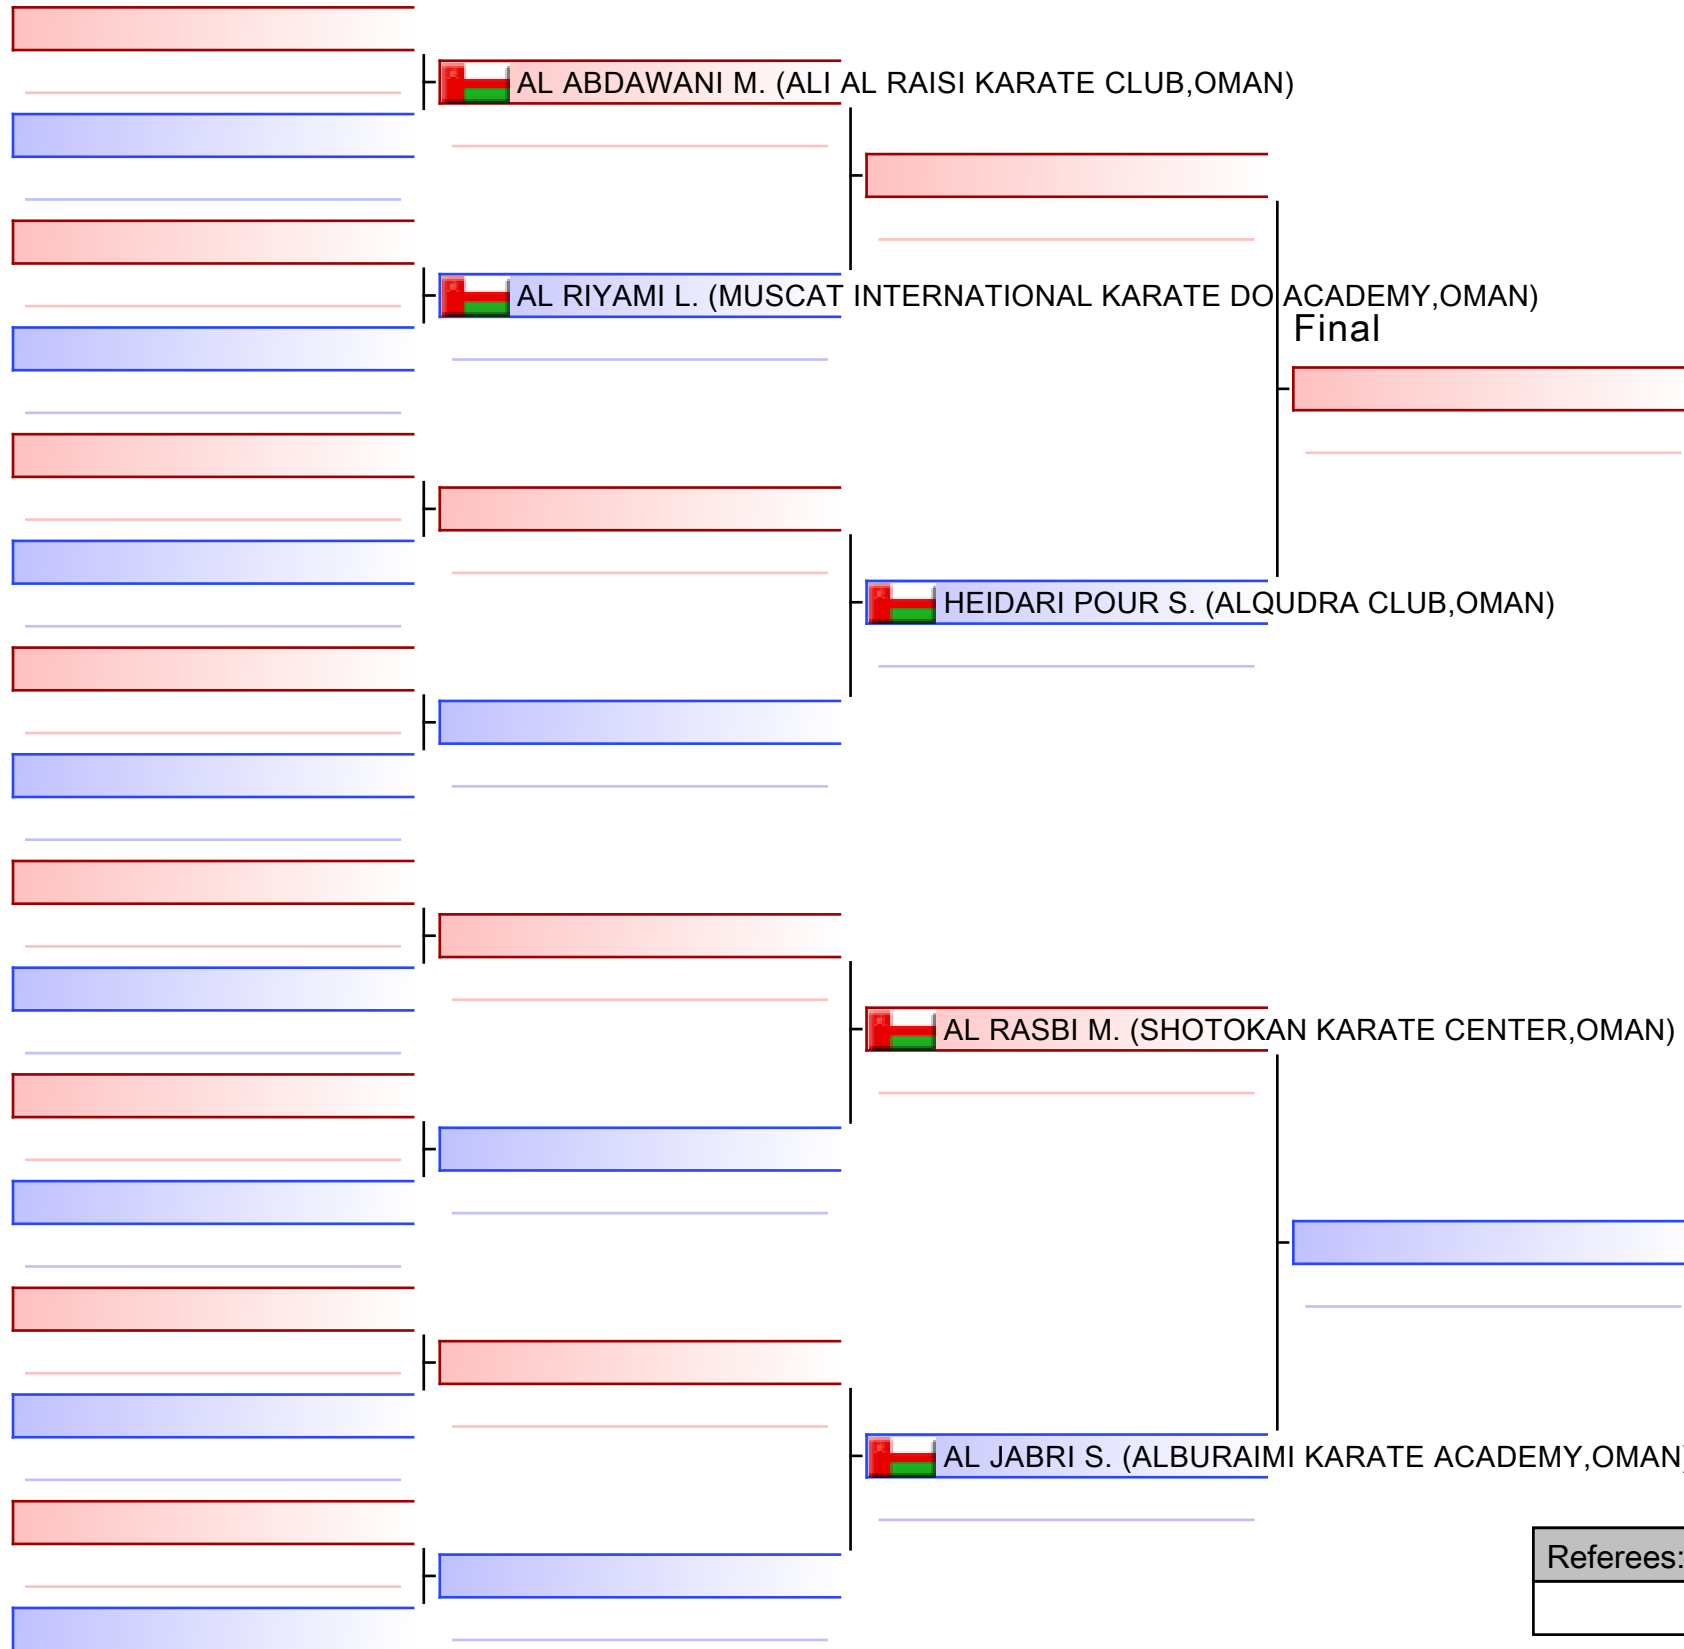 AL ABDAWANI M. (ALI AL RAISI KARATE CLUB,OMAN)
AL RIYAMI L. (MUSCAT INTERNATIONAL KARATE DO ACADEMY,OMAN)
Final
HEIDARI POUR S. (ALQUDRA CLUB,OMAN)
AL RASBI M. (SHOTOKAN KARATE CENTER,OMAN)
AL JABRI S. (ALBURAIMI KARATE ACADEMY,OMAN)
Referees: